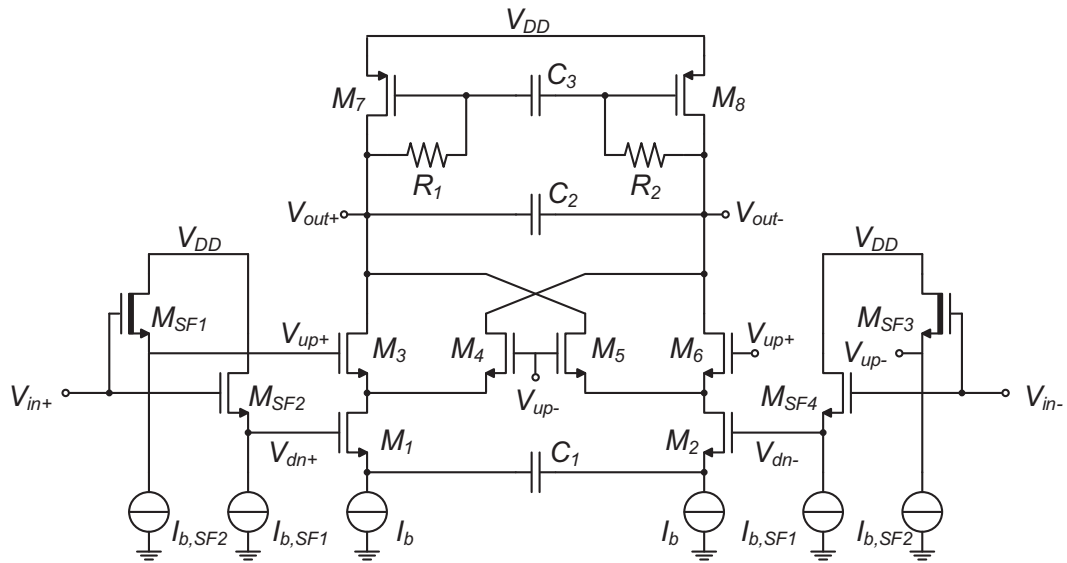 V_DD
C_3
M_7
M_8
R_1
R_2
C_2
V_out+
V_out-
V_DD
V_DD
M_SF1
M_SF3
V_up+
M_3
M_4
M_5
M_6
V_up+
V_up-
V_in+
M_SF2
V_up-
M_SF4
V_in-
V_dn+
M_1
C_1
M_2
V_dn-
I_b,SF2
I_b,SF1
I_b
I_b
I_b,SF1
I_b,SF2